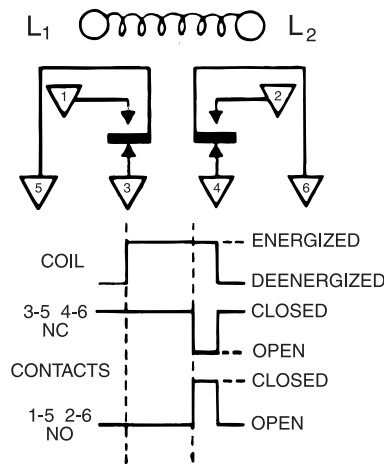 L1 L2
1 2
5 3 4 6
ENERGIZED
COIL
DEENERGIZED
3-5 4-6 CLOSED
NC
OPEN
CONTACTS
CLOSED
1-5 2-6 OPEN
NO